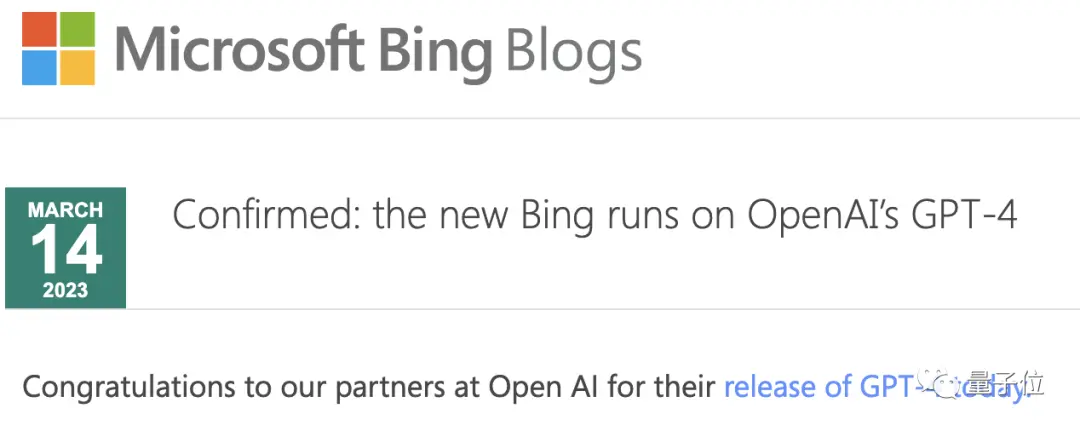 Microsoft Bing Blogs
MARCH
14
2023
Confirmed: the new Bing runs on OpenAI’s GPT-4
Congratulations to our partners at Open AI for their release of GPT-4 today.
量子位